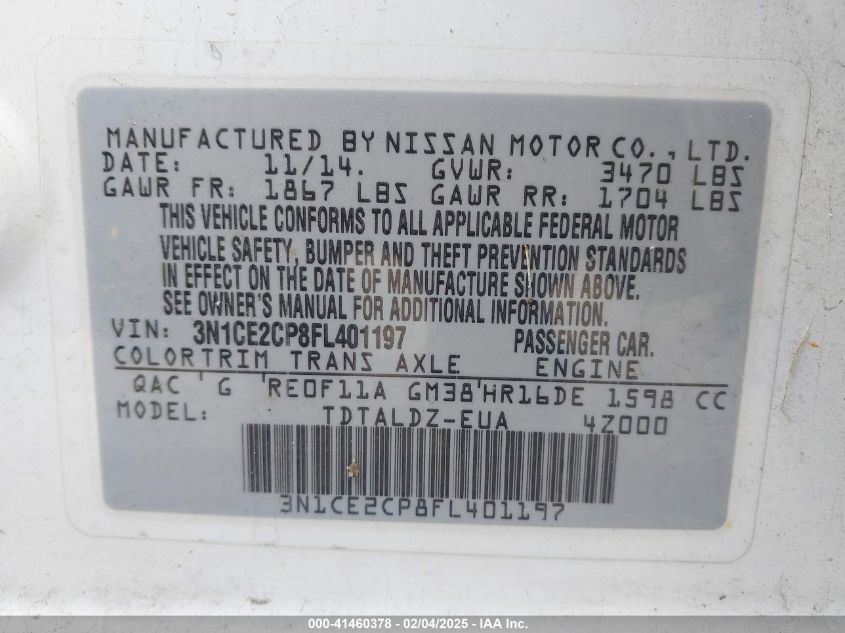 MANUFACTURED BY NISSAN MOTOR CO., LTD.
DATE: 11/14. GVWR: 3470 LBS
GAWR FR: 1867 LBS GAWR RR: 1704 LBS
THIS VEHICLE CONFORMS TO ALL APPLICABLE FEDERAL MOTOR
VEHICLE SAFETY, BUMPER AND THEFT PREVENTION STANDARDS
IN EFFECT ON THE DATE OF MANUFACTURE SHOWN ABOVE.
SEE OWNER'S MANUAL FOR ADDITIONAL INFORMATION.
VIN: 3N1CE2CP8FL401197 PASSENGER CAR.
COLOR TRIM TRANS AXLE ENGINE
QAC G RE0F11A GM38 HR16DE 1598 CC
MODEL: TDTALDZ-EUA 4Z000
3N1CE2CP8FL401197
000-41460378 - 02/04/2025 - IAA Inc.